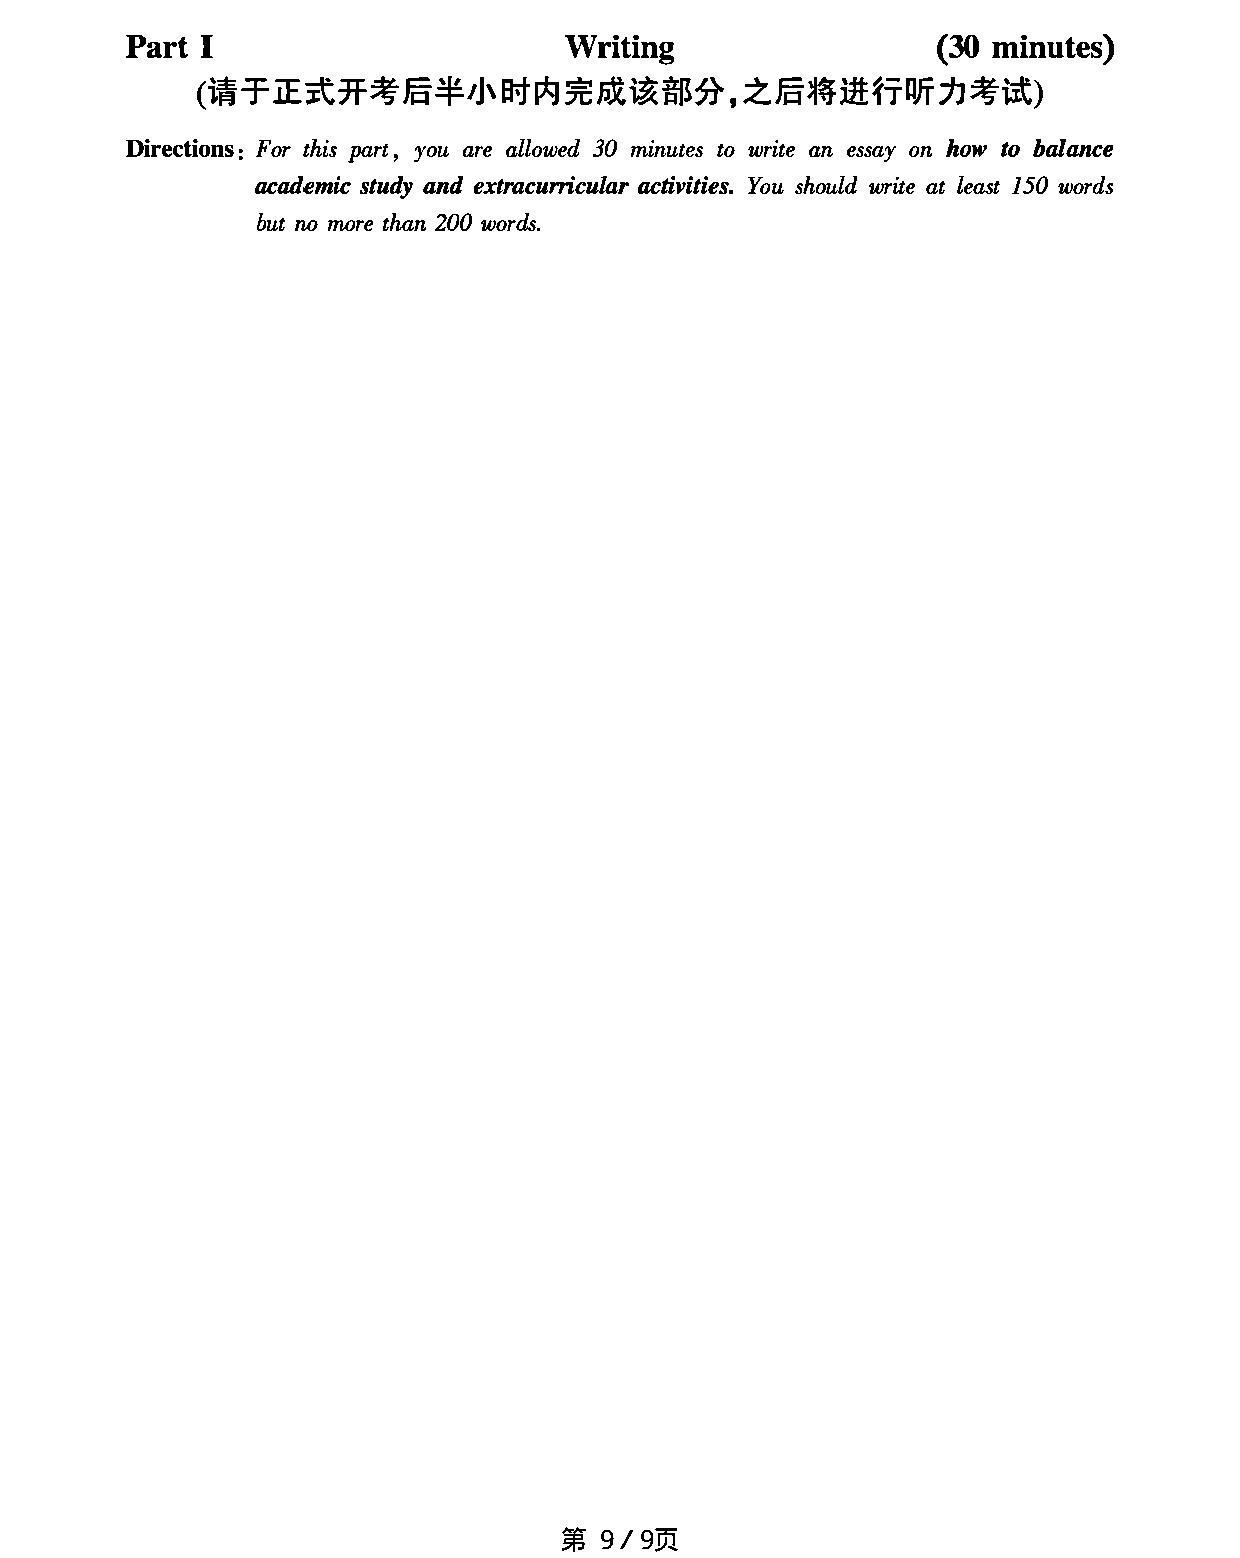 Part I Writing (30 minutes)
(请于正式开考后半小时内完成该部分,之后将进行听力考试)
Directions: For this part, you are allowed 30 minutes to write an essay on how to balance
academic study and extracurricular activities. You should write at least 150 words
but no more than 200 words.
第 9/9页